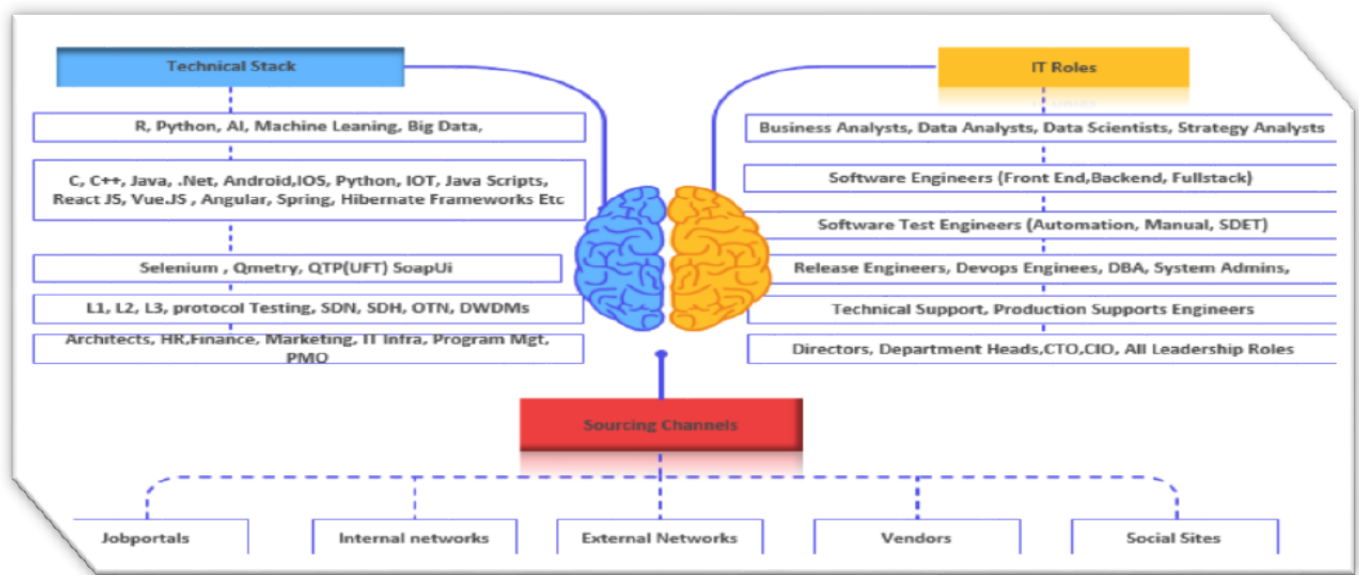 Technical Stack
R, Python, AI, Machine Leaning, Big Data,
C, C++, Java, .Net, Android,IOS, Python, IOT, Java Scripts,
React JS, Vue.JS , Angular, Spring, Hibernate Frameworks Etc
Selenium , Qmetry, QTP(UFT) SoapUi
L1, L2, L3, protocol Testing, SDN, SDH, OTN, DWDMs
Architects, HR,Finance, Marketing, IT Infra, Program Mgt,
PMO
IT Roles
Business Analysts, Data Analysts, Data Scientists, Strategy Analysts
Software Engineers (Front End,Backend, Fullstack)
Software Test Engineers (Automation, Manual, SDET)
Release Engineers, Devops Enginees, DBA, System Admins,
Technical Support, Production Supports Engineers
Directors, Department Heads,CTO,CIO, All Leadership Roles
Sourcing Channels
Jobportals
Internal networks
External Networks
Vendors
Social Sites